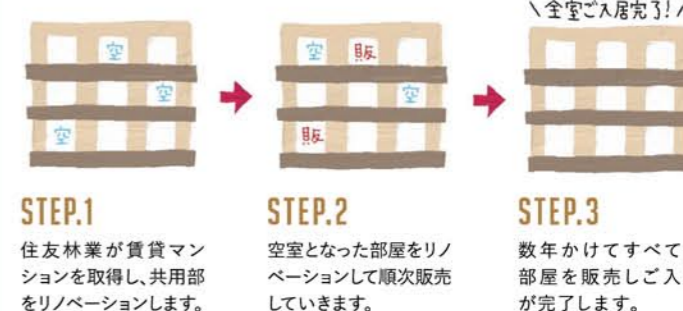 ＼全室ご入居完了！／
空
空
空
空
販
空
販
STEP.1
住友林業が賃貸マン
ションを取得し、共用部
をリノベーションします。
STEP.2
空室となった部屋をリノ
ベーションして順次販売
していきます。
STEP.3
数年かけてすべて
部屋を販売しご入
が完了します。